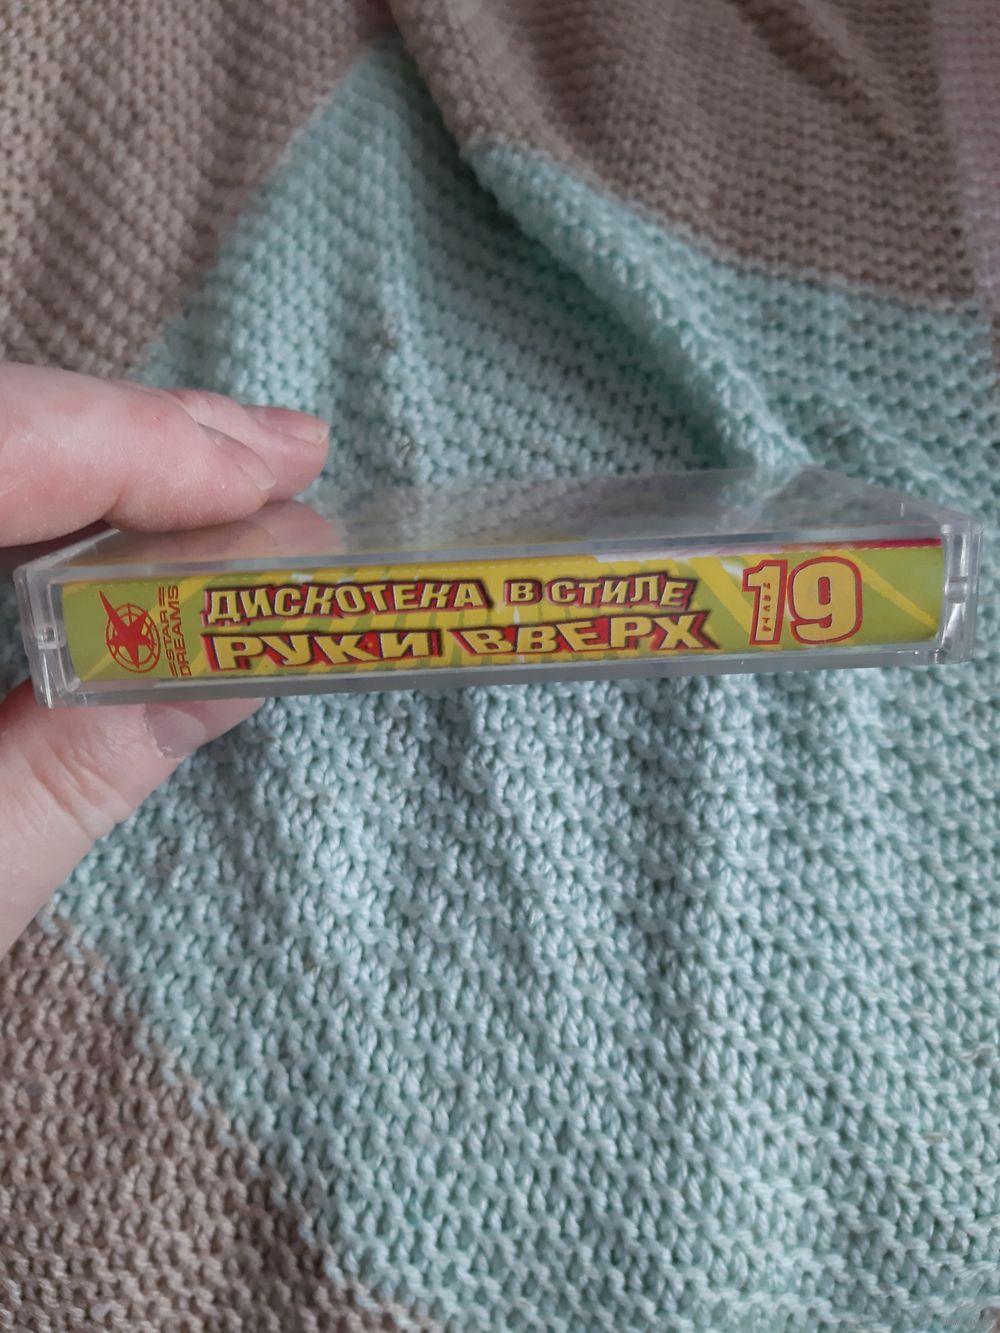 STAR
DREAMS
ДИСКОТЕКА В СТИЛЕ
РУКИ ВВЕРХ
19